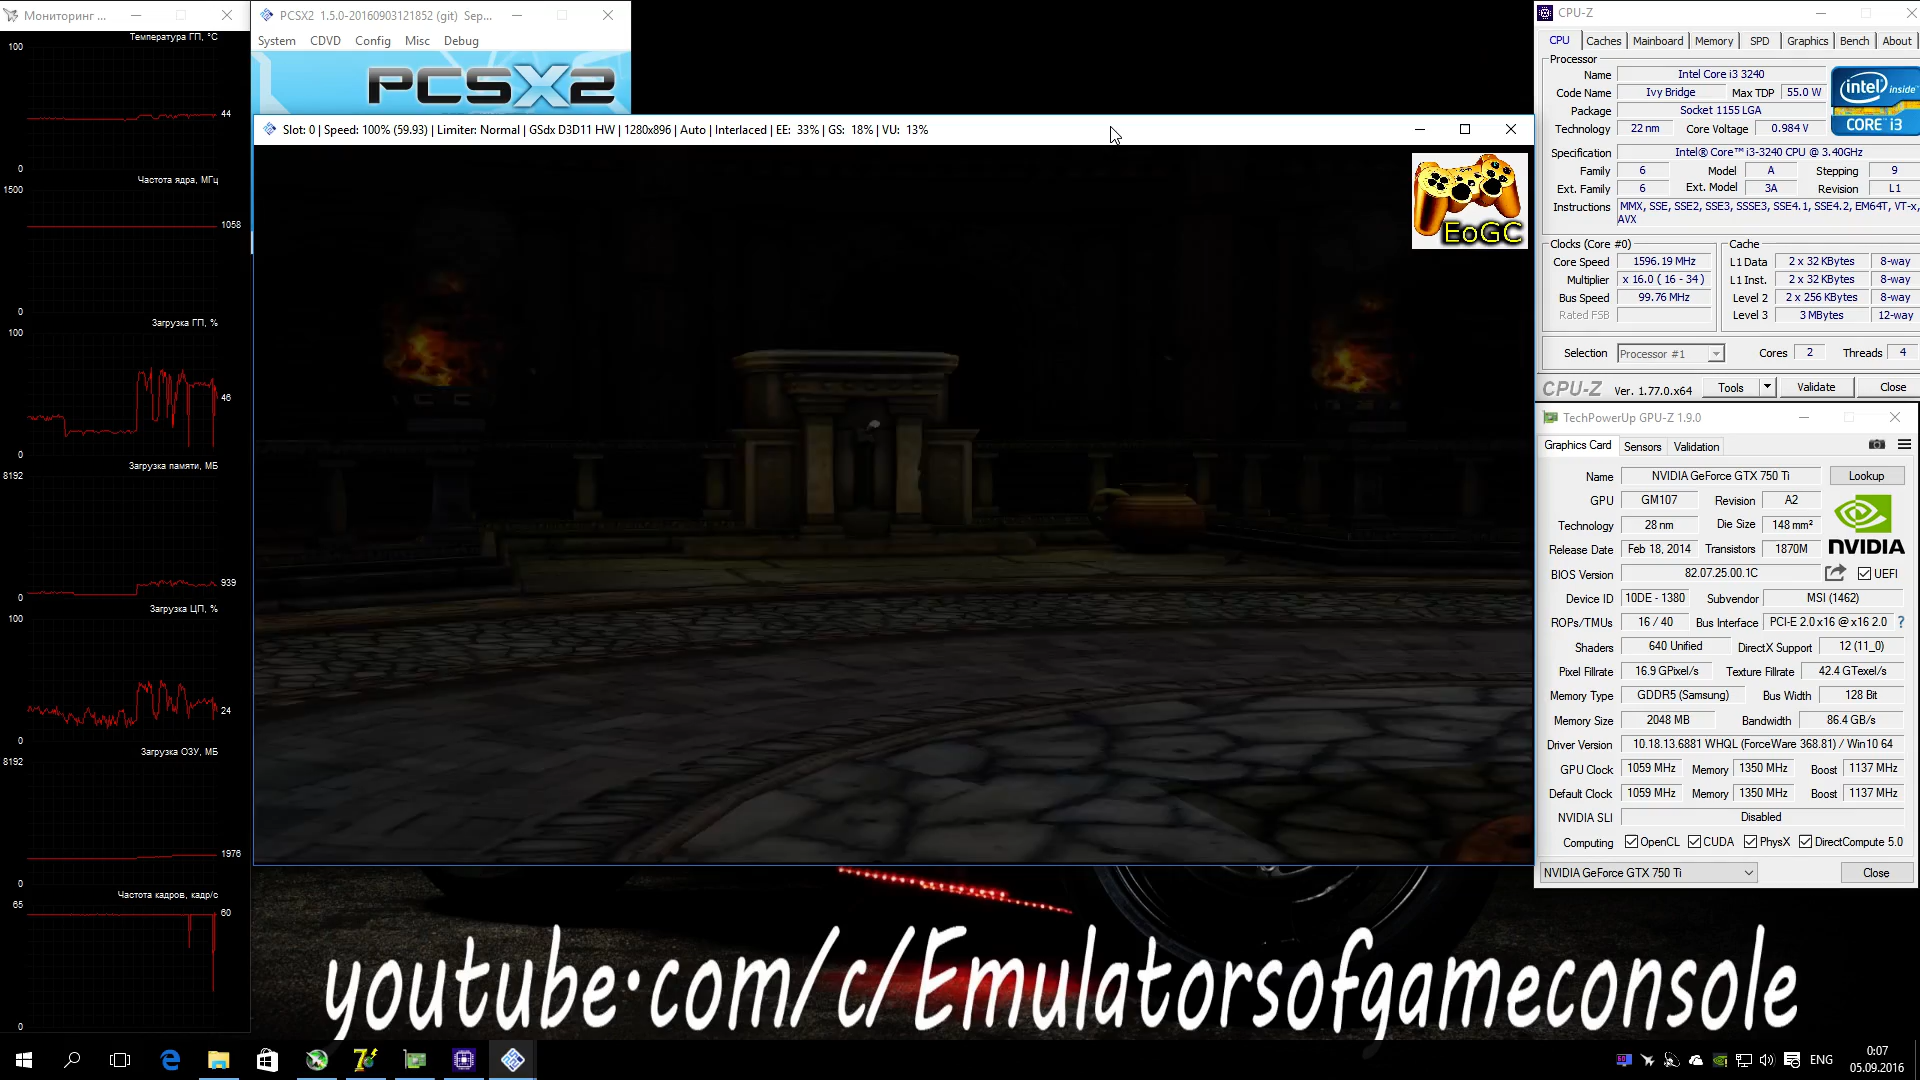 Мониторинг ...
Температура ГП, °C
100
44
0
Частота ядра, МГц
1500
1058
0
Загрузка ГП, %
100
46
0
Загрузка памяти, МБ
8192
939
0
Загрузка ЦП, %
100
24
0
Загрузка ОЗУ, МБ
8192
1976
0
Частота кадров, кадр/с
65
60
0
PCSX2 1.5.0-20160903121852 (git) Sep...
System CDVD Config Misc Debug
PCSX2
Slot: 0 | Speed: 100% (59.93) | Limiter: Normal | GSdx D3D11 HW | 1280x896 | Auto | Interlaced | EE: 33% | GS: 18% | VU: 13%
EoGC
CPU-Z
CPU Caches Mainboard Memory SPD Graphics Bench About
Processor
Name Intel Core i3 3240
Code Name Ivy Bridge Max TDP 55.0 W
Package Socket 1155 LGA
Technology 22 nm Core Voltage 0.984 V
intel inside™
CORE i3
Specification Intel® Core™ i3-3240 CPU @ 3.40GHz
Family 6 Model A Stepping 9
Ext. Family 6 Ext. Model 3A Revision L1
Instructions MMX, SSE, SSE2, SSE3, SSSE3, SSE4.1, SSE4.2, EM64T, VT-x,
AVX
Clocks (Core #0) Cache
Core Speed 1596.19 MHz L1 Data 2 x 32 KBytes 8-way
Multiplier x 16.0 ( 16 - 34 ) L1 Inst. 2 x 32 KBytes 8-way
Bus Speed 99.76 MHz Level 2 2 x 256 KBytes 8-way
Rated FSB Level 3 3 MBytes 12-way
Selection Processor #1 Cores 2 Threads 4
CPU-Z Ver. 1.77.0.x64 Tools Validate Close
TechPowerUp GPU-Z 1.9.0
Graphics Card Sensors Validation
Name NVIDIA GeForce GTX 750 Ti Lookup
GPU GM107 Revision A2
Technology 28 nm Die Size 148 mm²
Release Date Feb 18, 2014 Transistors 1870M
NVIDIA
BIOS Version 82.07.25.00.1C UEFI
Device ID 10DE - 1380 Subvendor MSI (1462)
ROPs/TMUs 16 / 40 Bus Interface PCI-E 2.0 x16 @ x16 2.0 ?
Shaders 640 Unified DirectX Support 12 (11_0)
Pixel Fillrate 16.9 GPixel/s Texture Fillrate 42.4 GTexel/s
Memory Type GDDR5 (Samsung) Bus Width 128 Bit
Memory Size 2048 MB Bandwidth 86.4 GB/s
Driver Version 10.18.13.6881 WHQL (ForceWare 368.81) / Win10 64
GPU Clock 1059 MHz Memory 1350 MHz Boost 1137 MHz
Default Clock 1059 MHz Memory 1350 MHz Boost 1137 MHz
NVIDIA SLI Disabled
Computing OpenCL CUDA PhysX DirectCompute 5.0
NVIDIA GeForce GTX 750 Ti Close
youtube.com/c/Emulatorsofgameconsole
ENG
0:07
05.09.2016